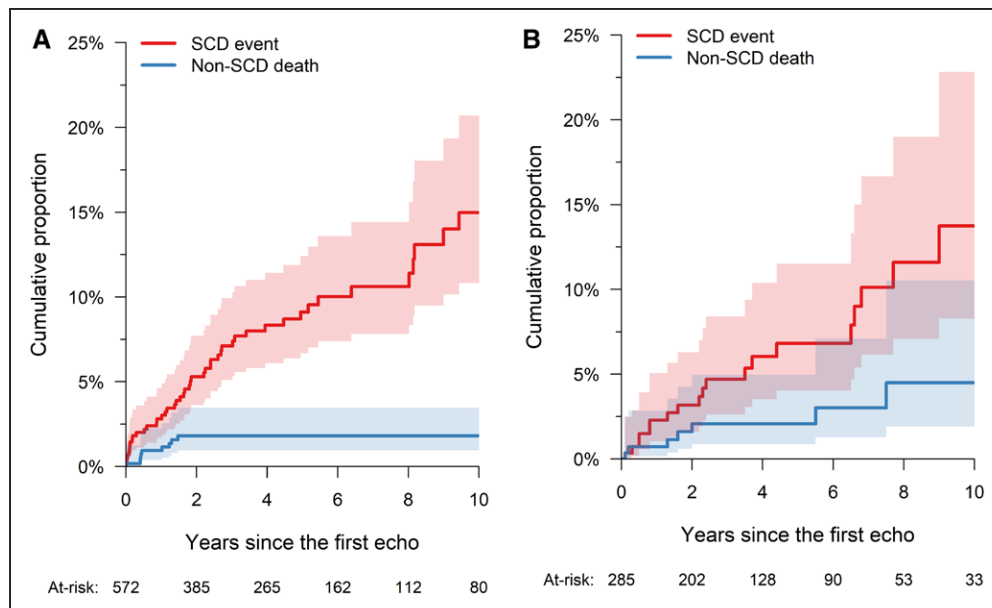 A
SCD event
Non-SCD death
25%
20%
15%
10%
5%
0%
Cumulative proportion
0 2 4 6 8 10
Years since the first echo
At-risk: 572 385 265 162 112 80
B
SCD event
Non-SCD death
25%
20%
15%
10%
5%
0%
Cumulative proportion
0 2 4 6 8 10
Years since the first echo
At-risk: 285 202 128 90 53 33